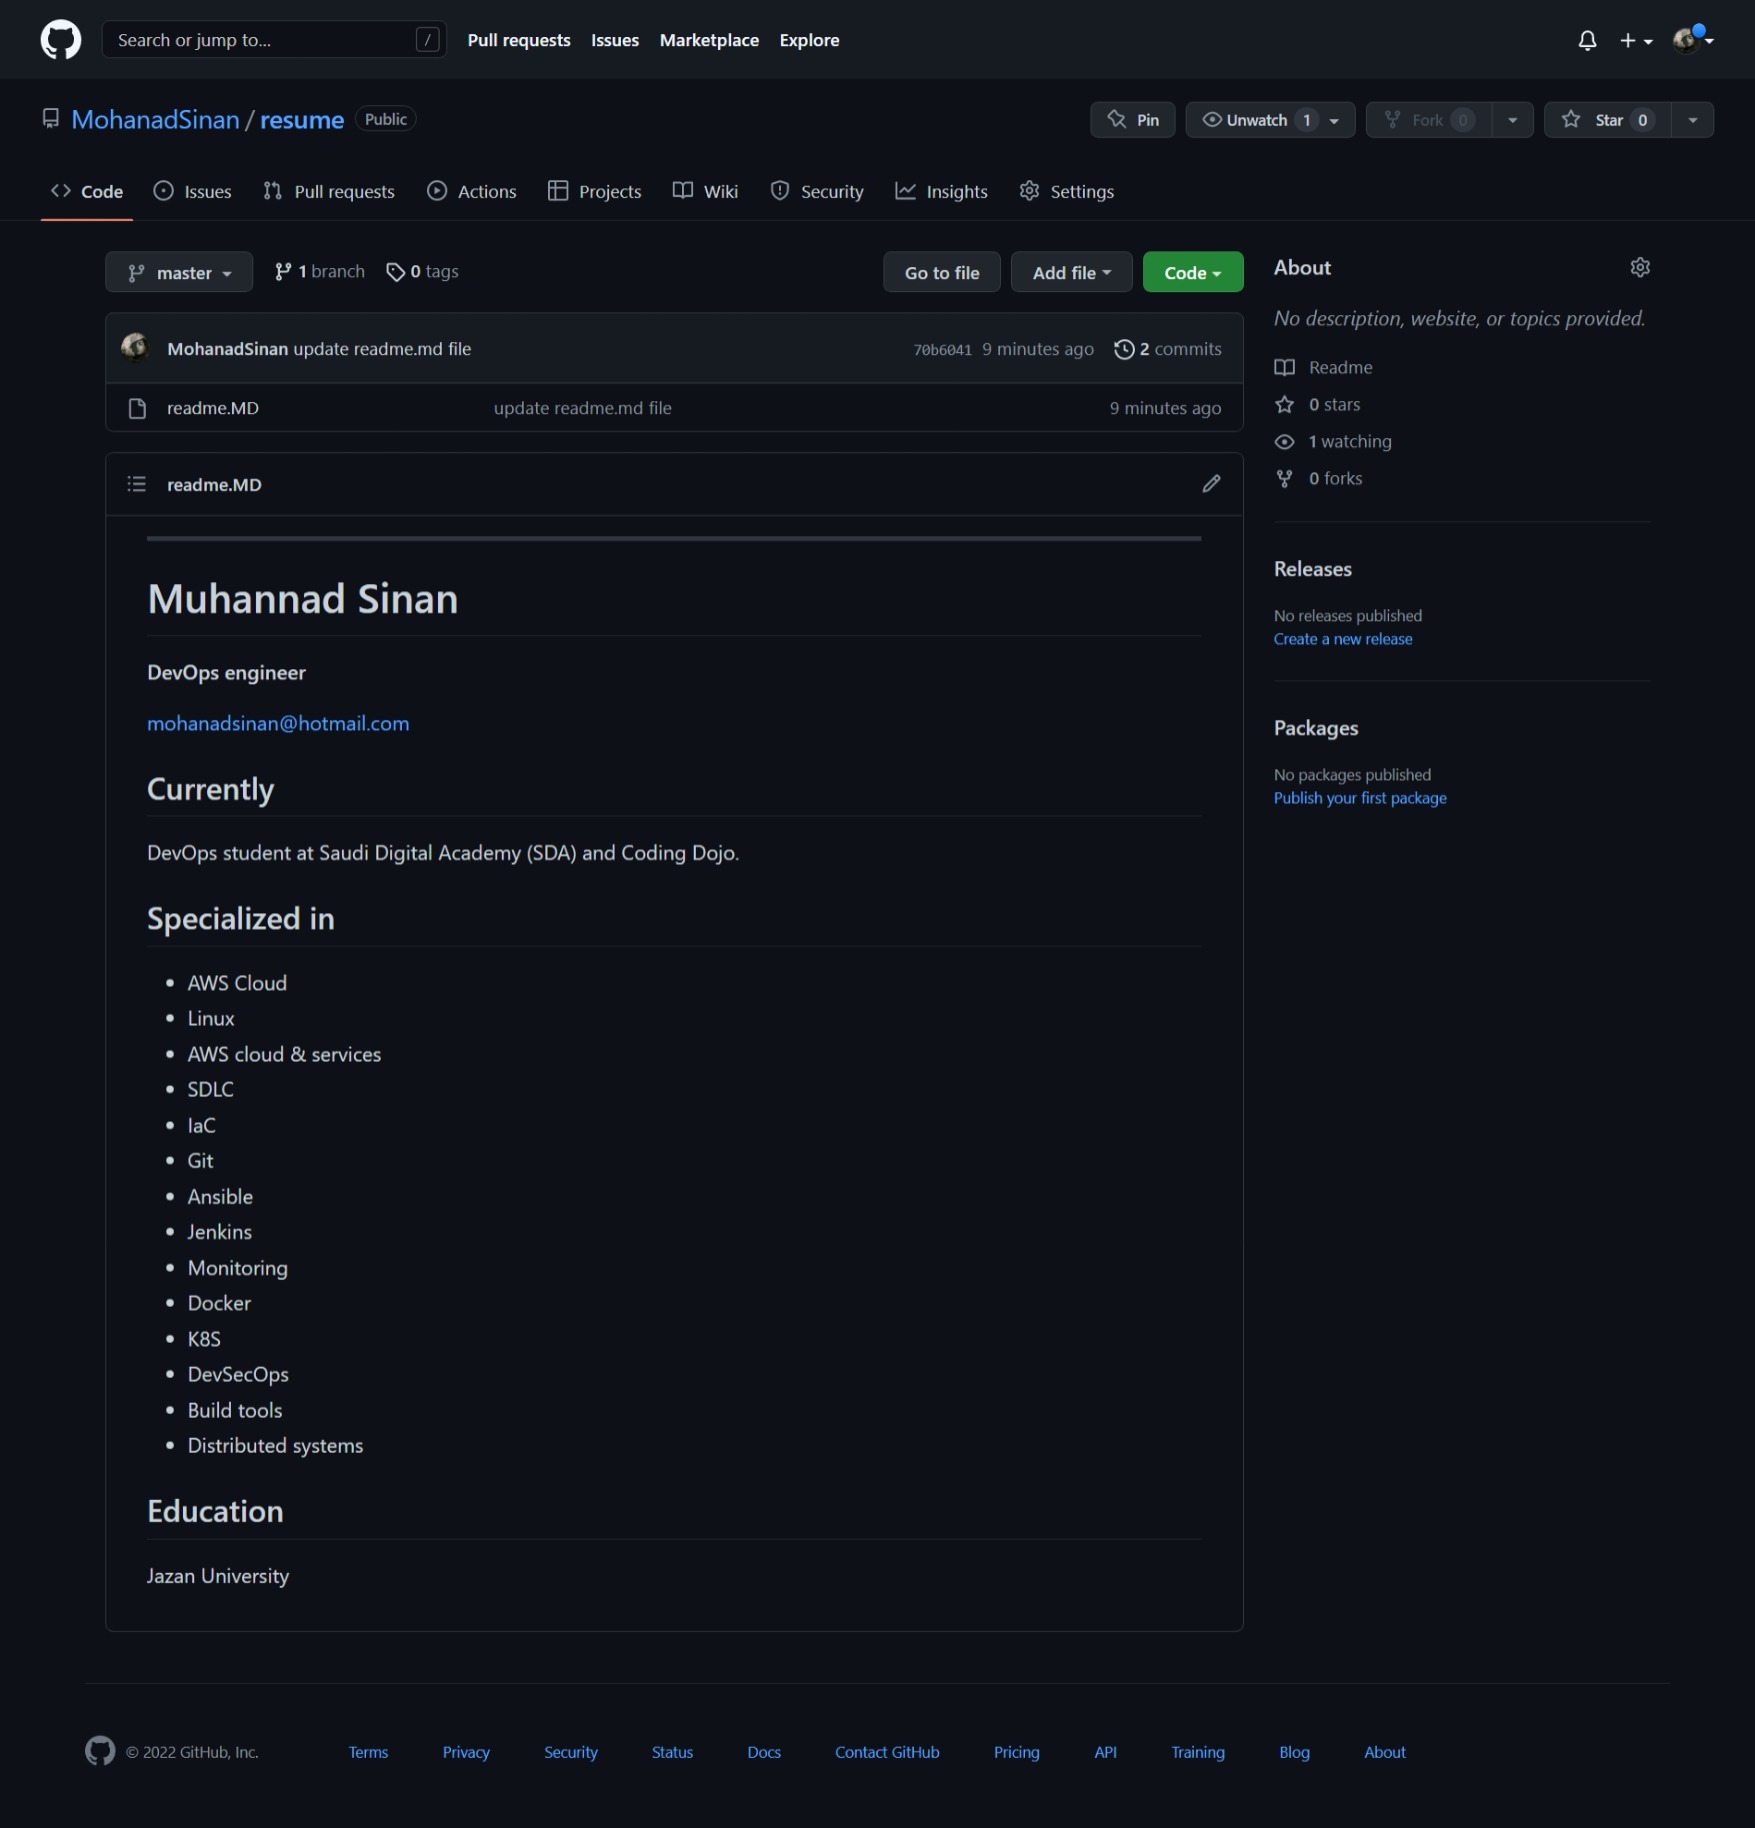 Search or jump to... / Pull requests Issues Marketplace Explore
MohanadSinan / resume Public Pin Unwatch 1 Fork 0 Star 0
Code Issues Pull requests Actions Projects Wiki Security Insights Settings
master 1 branch 0 tags Go to file Add file Code
MohanadSinan update readme.md file 70b6041 9 minutes ago 2 commits
readme.MD update readme.md file 9 minutes ago
readme.MD
Muhannad Sinan
DevOps engineer
mohanadsinan@hotmail.com
Currently
DevOps student at Saudi Digital Academy (SDA) and Coding Dojo.
Specialized in
• AWS Cloud
• Linux
• AWS cloud & services
• SDLC
• IaC
• Git
• Ansible
• Jenkins
• Monitoring
• Docker
• K8S
• DevSecOps
• Build tools
• Distributed systems
Education
Jazan University
About
No description, website, or topics provided.
Readme
0 stars
1 watching
0 forks
Releases
No releases published
Create a new release
Packages
No packages published
Publish your first package
© 2022 GitHub, Inc. Terms Privacy Security Status Docs Contact GitHub Pricing API Training Blog About